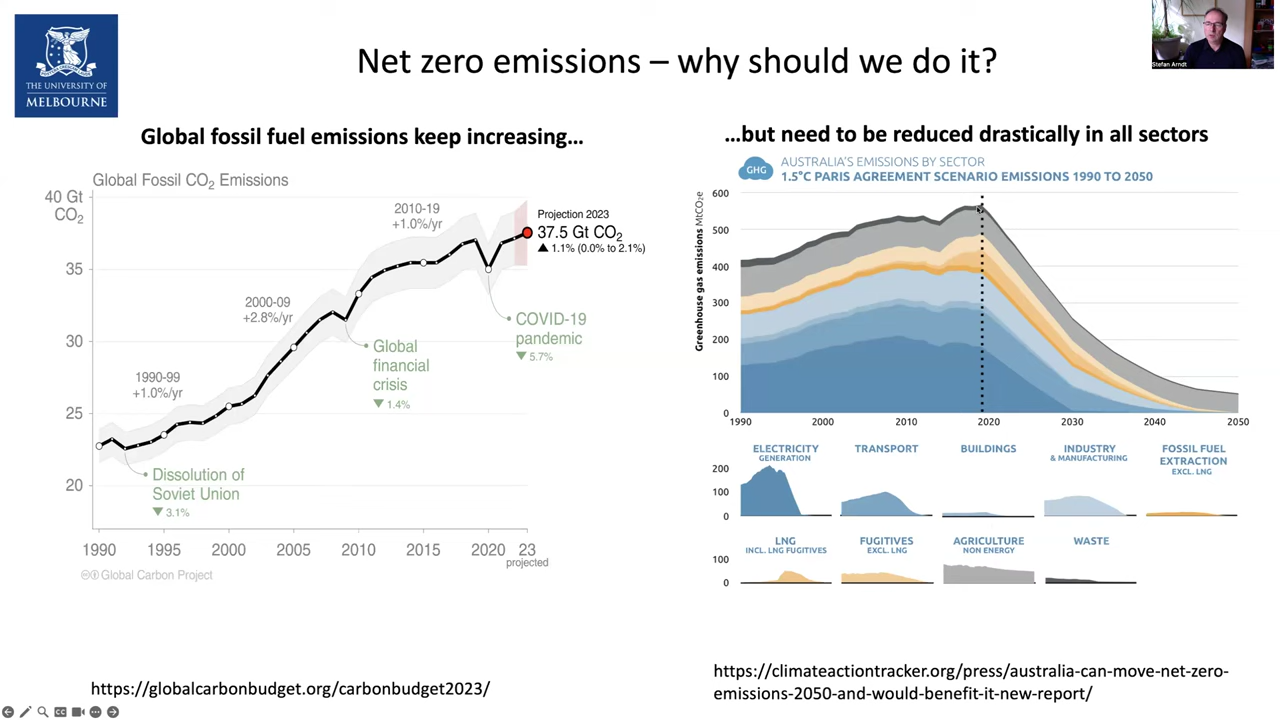 THE UNIVERSITY OF
MELBOURNE
Net zero emissions – why should we do it?
Stefan Arndt
Global fossil fuel emissions keep increasing...
Global Fossil CO₂ Emissions
40 Gt
CO₂
35
30
25
20
1990-99
+1.0%/yr
2000-09
+2.8%/yr
2010-19
+1.0%/yr
Projection 2023
37.5 Gt CO₂
▲ 1.1% (0.0% to 2.1%)
Dissolution of
Soviet Union
▼ 3.1%
Global
financial
crisis
▼ 1.4%
COVID-19
pandemic
▼ 5.7%
1990 1995 2000 2005 2010 2015 2020 23
projected
Global Carbon Project
https://globalcarbonbudget.org/carbonbudget2023/
...but need to be reduced drastically in all sectors
GHG
AUSTRALIA'S EMISSIONS BY SECTOR
1.5°C PARIS AGREEMENT SCENARIO EMISSIONS 1990 TO 2050
Greenhouse gas emissions MtCO₂e
600
500
400
300
200
100
0
1990 2000 2010 2020 2030 2040 2050
ELECTRICITY
GENERATION
TRANSPORT
BUILDINGS
INDUSTRY
& MANUFACTURING
FOSSIL FUEL
EXTRACTION
EXCL. LNG
200
100
0
LNG
INCL. LNG FUGITIVES
FUGITIVES
EXCL. LNG
AGRICULTURE
NON ENERGY
WASTE
100
0
https://climateactiontracker.org/press/australia-can-move-net-zero-
emissions-2050-and-would-benefit-it-new-report/